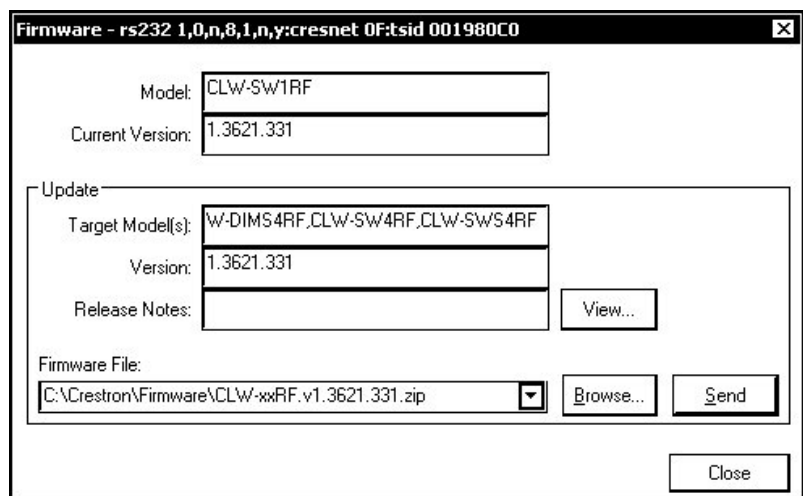 Firmware - rs232 1,0,n,8,1,n,y:cresnet 0F:tsid 001980C0
Model: CLW-SW1RF
Current Version: 1.3621.331
Update
Target Model(s): W-DIMS4RF,CLW-SW4RF,CLW-SWS4RF
Version: 1.3621.331
Release Notes: View...
Firmware File:
C:\Crestron\Firmware\CLW-xxRF.v1.3621.331.zip Browse... Send
Close